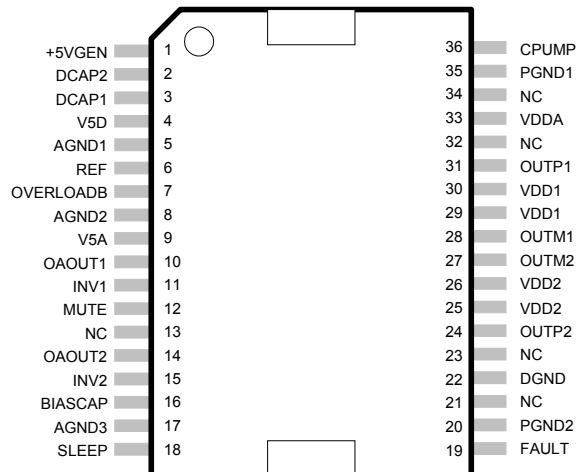 +5VGEN 1 36 CPUMP
DCAP2 2 35 PGND1
DCAP1 3 34 NC
V5D 4 33 VDDA
AGND1 5 32 NC
REF 6 31 OUTP1
OVERLOADB 7 30 VDD1
AGND2 8 29 VDD1
V5A 9 28 OUTM1
OAOUT1 10 27 OUTM2
INV1 11 26 VDD2
MUTE 12 25 VDD2
NC 13 24 OUTP2
OAOUT2 14 23 NC
INV2 15 22 DGND
BIASCAP 16 21 NC
AGND3 17 20 PGND2
SLEEP 18 19 FAULT